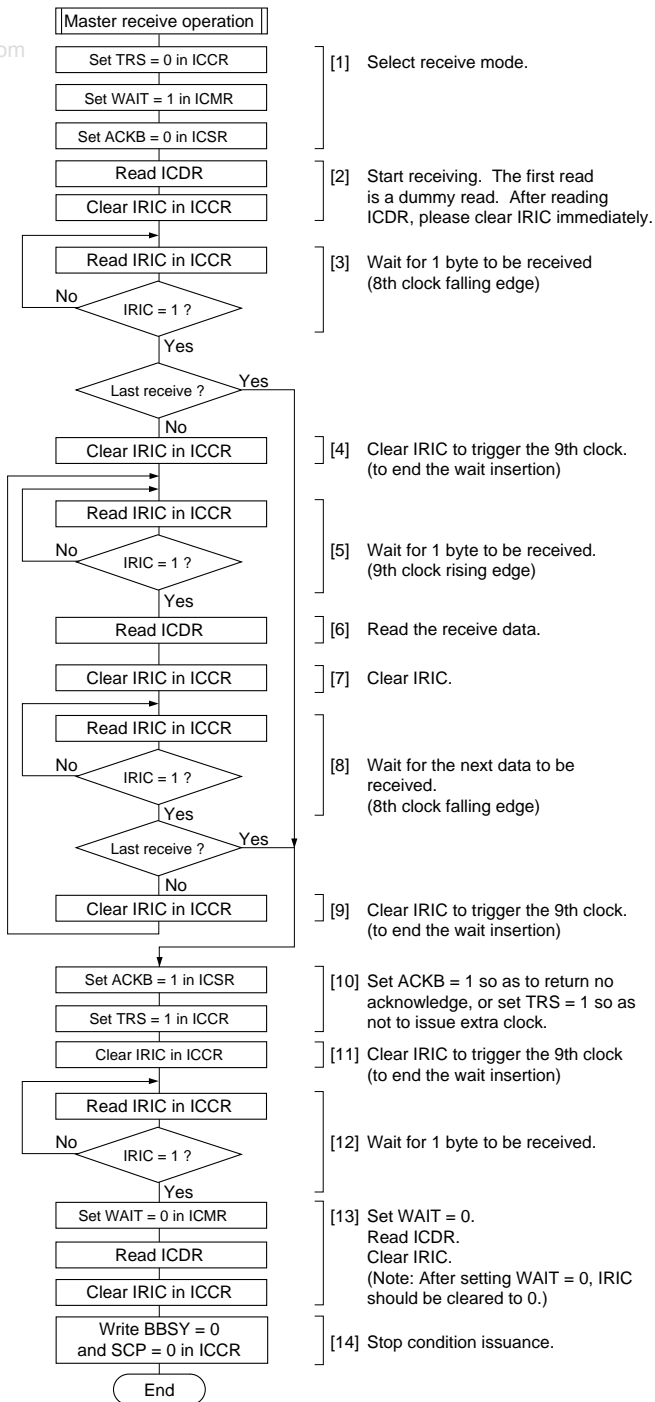 Master receive operation
om
Set TRS = 0 in ICCR
[1] Select receive mode.
Set WAIT = 1 in ICMR
Set ACKB = 0 in ICSR
Read ICDR
[2] Start receiving. The first read
is a dummy read. After reading
ICDR, please clear IRIC immediately.
Clear IRIC in ICCR
Read IRIC in ICCR
[3] Wait for 1 byte to be received
(8th clock falling edge)
No
IRIC = 1 ?
Yes
Last receive ?
Yes
No
Clear IRIC in ICCR
[4] Clear IRIC to trigger the 9th clock.
(to end the wait insertion)
Read IRIC in ICCR
No
IRIC = 1 ?
[5] Wait for 1 byte to be received.
(9th clock rising edge)
Yes
Read ICDR
[6] Read the receive data.
Clear IRIC in ICCR
[7] Clear IRIC.
Read IRIC in ICCR
No
IRIC = 1 ?
[8] Wait for the next data to be
received.
(8th clock falling edge)
Yes
Last receive ?
Yes
No
Clear IRIC in ICCR
[9] Clear IRIC to trigger the 9th clock.
(to end the wait insertion)
Set ACKB = 1 in ICSR
[10] Set ACKB = 1 so as to return no
acknowledge, or set TRS = 1 so as
not to issue extra clock.
Set TRS = 1 in ICCR
Clear IRIC in ICCR
[11] Clear IRIC to trigger the 9th clock
(to end the wait insertion)
Read IRIC in ICCR
No
IRIC = 1 ?
[12] Wait for 1 byte to be received.
Yes
Set WAIT = 0 in ICMR
[13] Set WAIT = 0.
Read ICDR.
Clear IRIC.
(Note: After setting WAIT = 0, IRIC
should be cleared to 0.)
Read ICDR
Clear IRIC in ICCR
Write BBSY = 0
and SCP = 0 in ICCR
[14] Stop condition issuance.
End